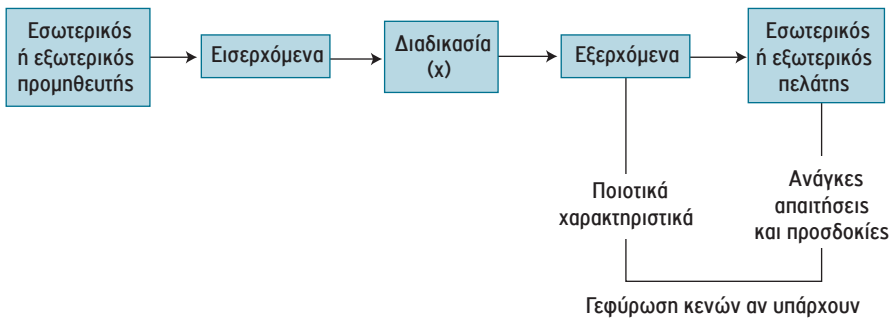 Εσωτερικός
ή εξωτερικός
προμηθευτής
Εισερχόμενα
Διαδικασία
(x)
Εξερχόμενα
Εσωτερικός
ή εξωτερικός
πελάτης
Ποιοτικά
χαρακτηριστικά
Ανάγκες
απαιτήσεις
και προσδοκίες
Γεφύρωση κενών αν υπάρχουν